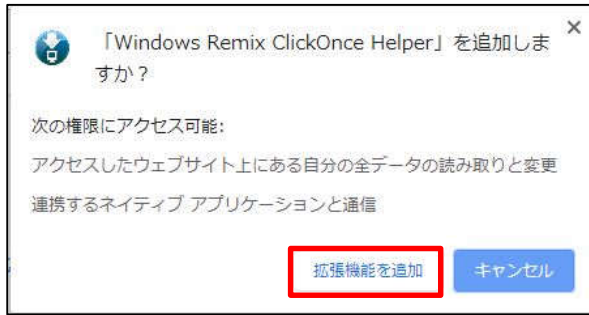 「Windows Remix ClickOnce Helper」を追加しま
すか？
次の権限にアクセス可能:
アクセスしたウェブサイト上にある自分の全データの読み取りと変更
連携するネイティブ アプリケーションと通信
拡張機能を追加
キャンセル